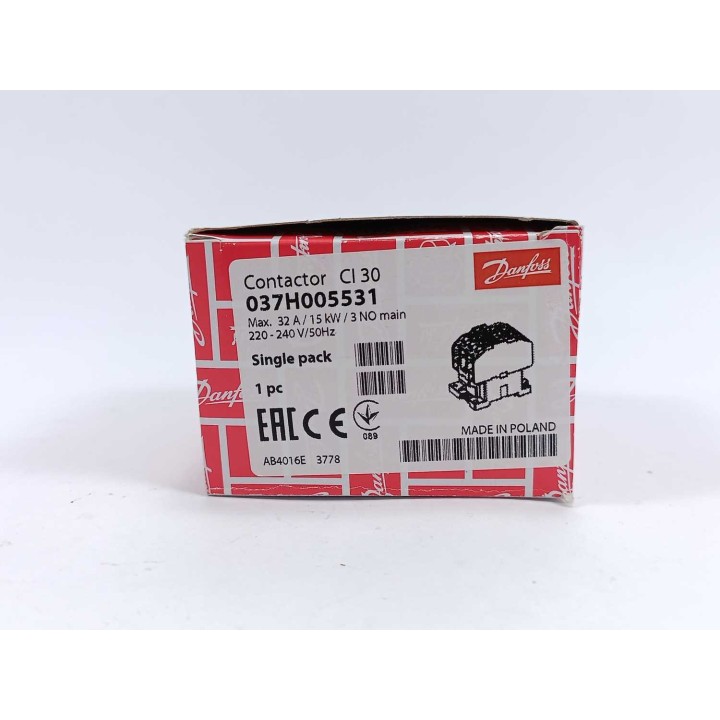 Contactor CI 30
037H005531
Max. 32 A / 15 kW / 3 NO main
220 - 240 V/50Hz
Single pack
1 pc
Danfoss
EAC CE
089
AB4016E 3778
MADE IN POLAND
Danfoss